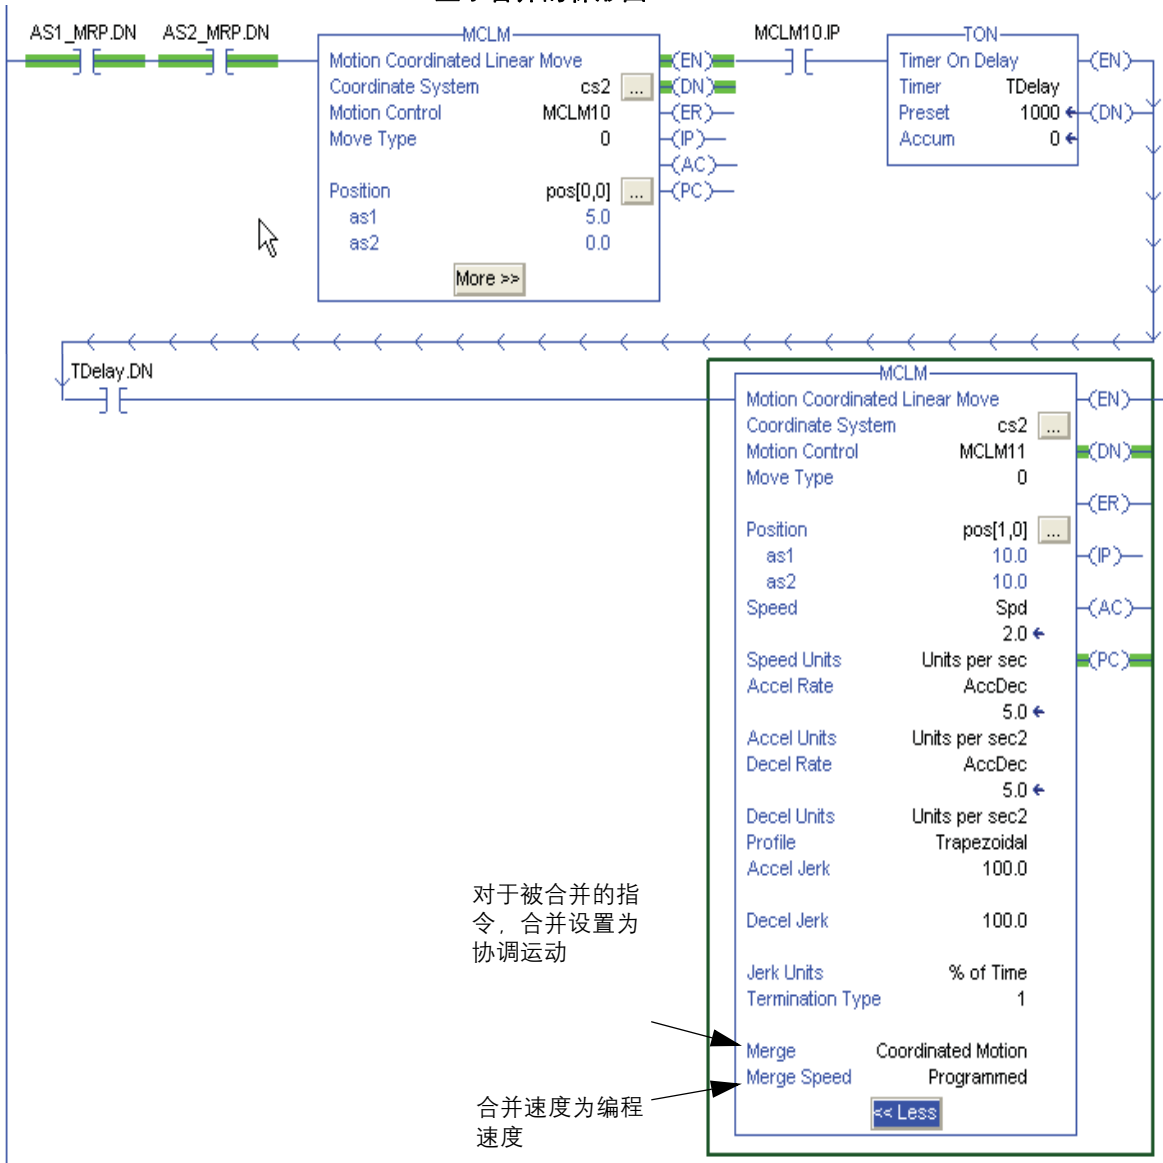 AS1_MRP.DN AS2_MRP.DN MCLM10.IP
MCLM
Motion Coordinated Linear Move
Coordinate System cs2 ...
Motion Control MCLM10
Move Type 0
Position pos[0,0] ...
as1 5.0
as2 0.0
More >>
(EN)
(DN)
(ER)
(IP)
(AC)
(PC)
TON
Timer On Delay
Timer TDelay
Preset 1000
Accum 0
(EN)
(DN)
TDelay.DN
MCLM
Motion Coordinated Linear Move
Coordinate System cs2 ...
Motion Control MCLM11
Move Type 0
Position pos[1,0] ...
as1 10.0
as2 10.0
Speed Spd
2.0
Speed Units Units per sec
Accel Rate AccDec
5.0
Accel Units Units per sec2
Decel Rate AccDec
5.0
Decel Units Units per sec2
Profile Trapezoidal
Accel Jerk 100.0
Decel Jerk 100.0
Jerk Units % of Time
Termination Type 1
Merge Coordinated Motion
Merge Speed Programmed
<< Less
(EN)
(DN)
(ER)
(IP)
(AC)
(PC)
对于被合并的指
令，合并设置为
协调运动
合并速度为编程
速度